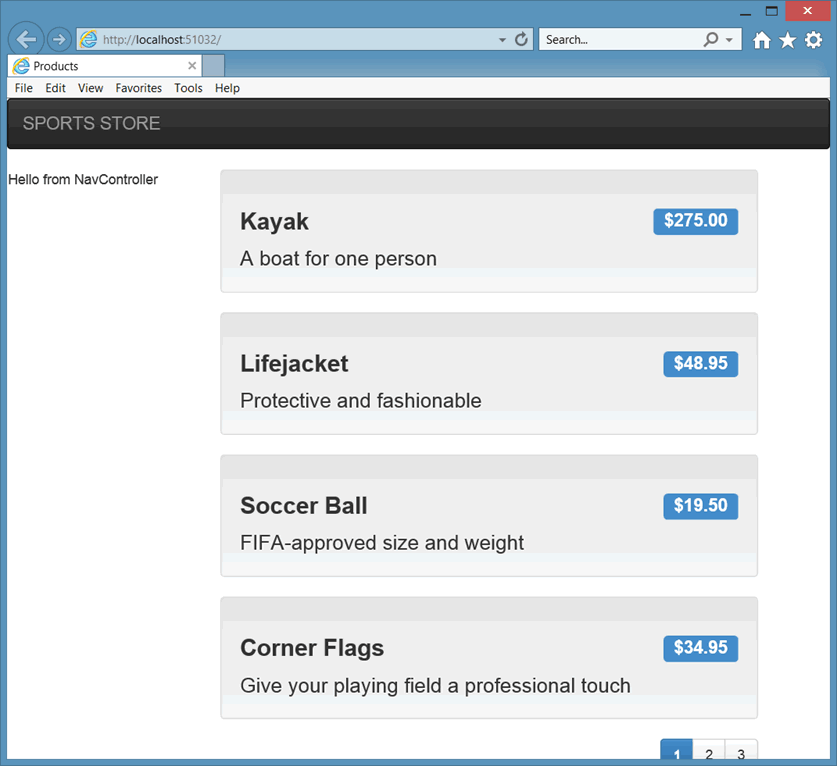 http://localhost:51032/
Search...
Products
File Edit View Favorites Tools Help
SPORTS STORE
Hello from NavController
Kayak
$275.00
A boat for one person
Lifejacket
$48.95
Protective and fashionable
Soccer Ball
$19.50
FIFA-approved size and weight
Corner Flags
$34.95
Give your playing field a professional touch
1 2 3